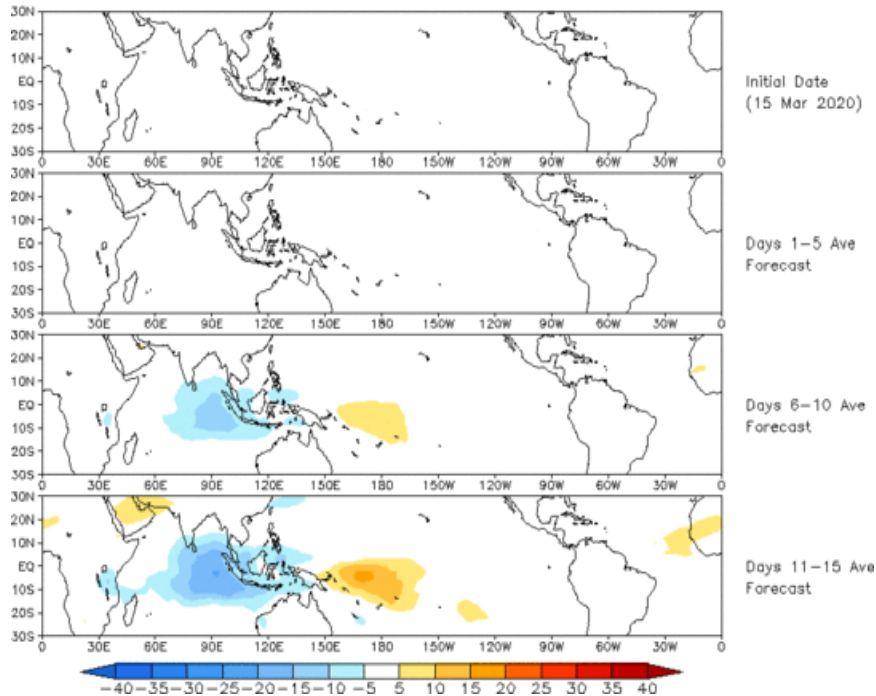 30N
20N
10N
EQ
10S
20S
30S
0 30E 60E 90E 120E 150E 180 150W 120W 90W 60W 30W 0
Initial Date
(15 Mar 2020)
30N
20N
10N
EQ
10S
20S
30S
0 30E 60E 90E 120E 150E 180 150W 120W 90W 60W 30W 0
Days 1-5 Ave
Forecast
30N
20N
10N
EQ
10S
20S
30S
0 30E 60E 90E 120E 150E 180 150W 120W 90W 60W 30W 0
Days 6-10 Ave
Forecast
30N
20N
10N
EQ
10S
20S
30S
0 30E 60E 90E 120E 150E 180 150W 120W 90W 60W 30W 0
Days 11-15 Ave
Forecast
-40 -35 -30 -25 -20 -15 -10 -5 5 10 15 20 25 30 35 40